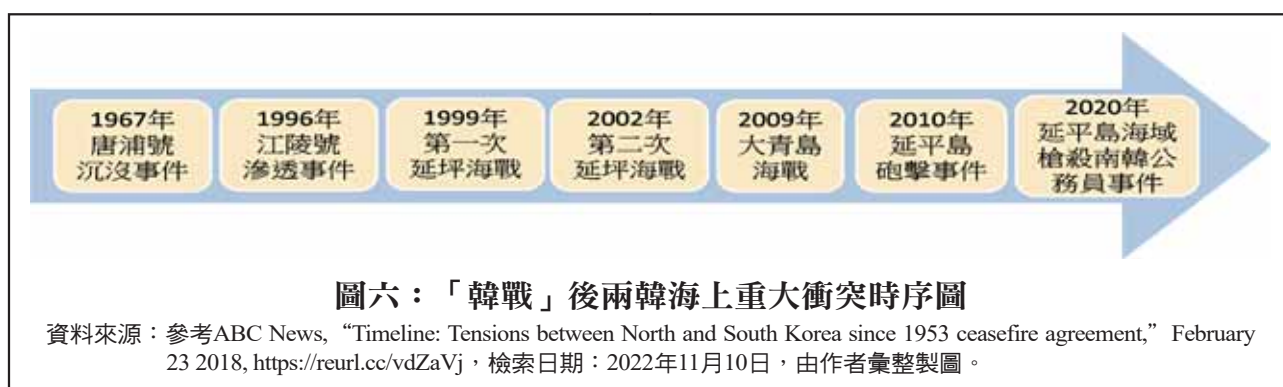 1967年
唐浦號
沉沒事件
1996年
江陵號
滲透事件
1999年
第一次
延坪海戰
2002年
第二次
延坪海戰
2009年
大青島
海戰
2010年
延平島
砲擊事件
2020年
延平島海域
槍殺南韓公
務員事件
圖六：「韓戰」後兩韓海上重大衝突時序圖
資料來源：參考ABC News, “Timeline: Tensions between North and South Korea since 1953 ceasefire agreement,” February
23 2018, https://reurl.cc/vdZaVj，檢索日期：2022年11月10日，由作者彙整製圖。